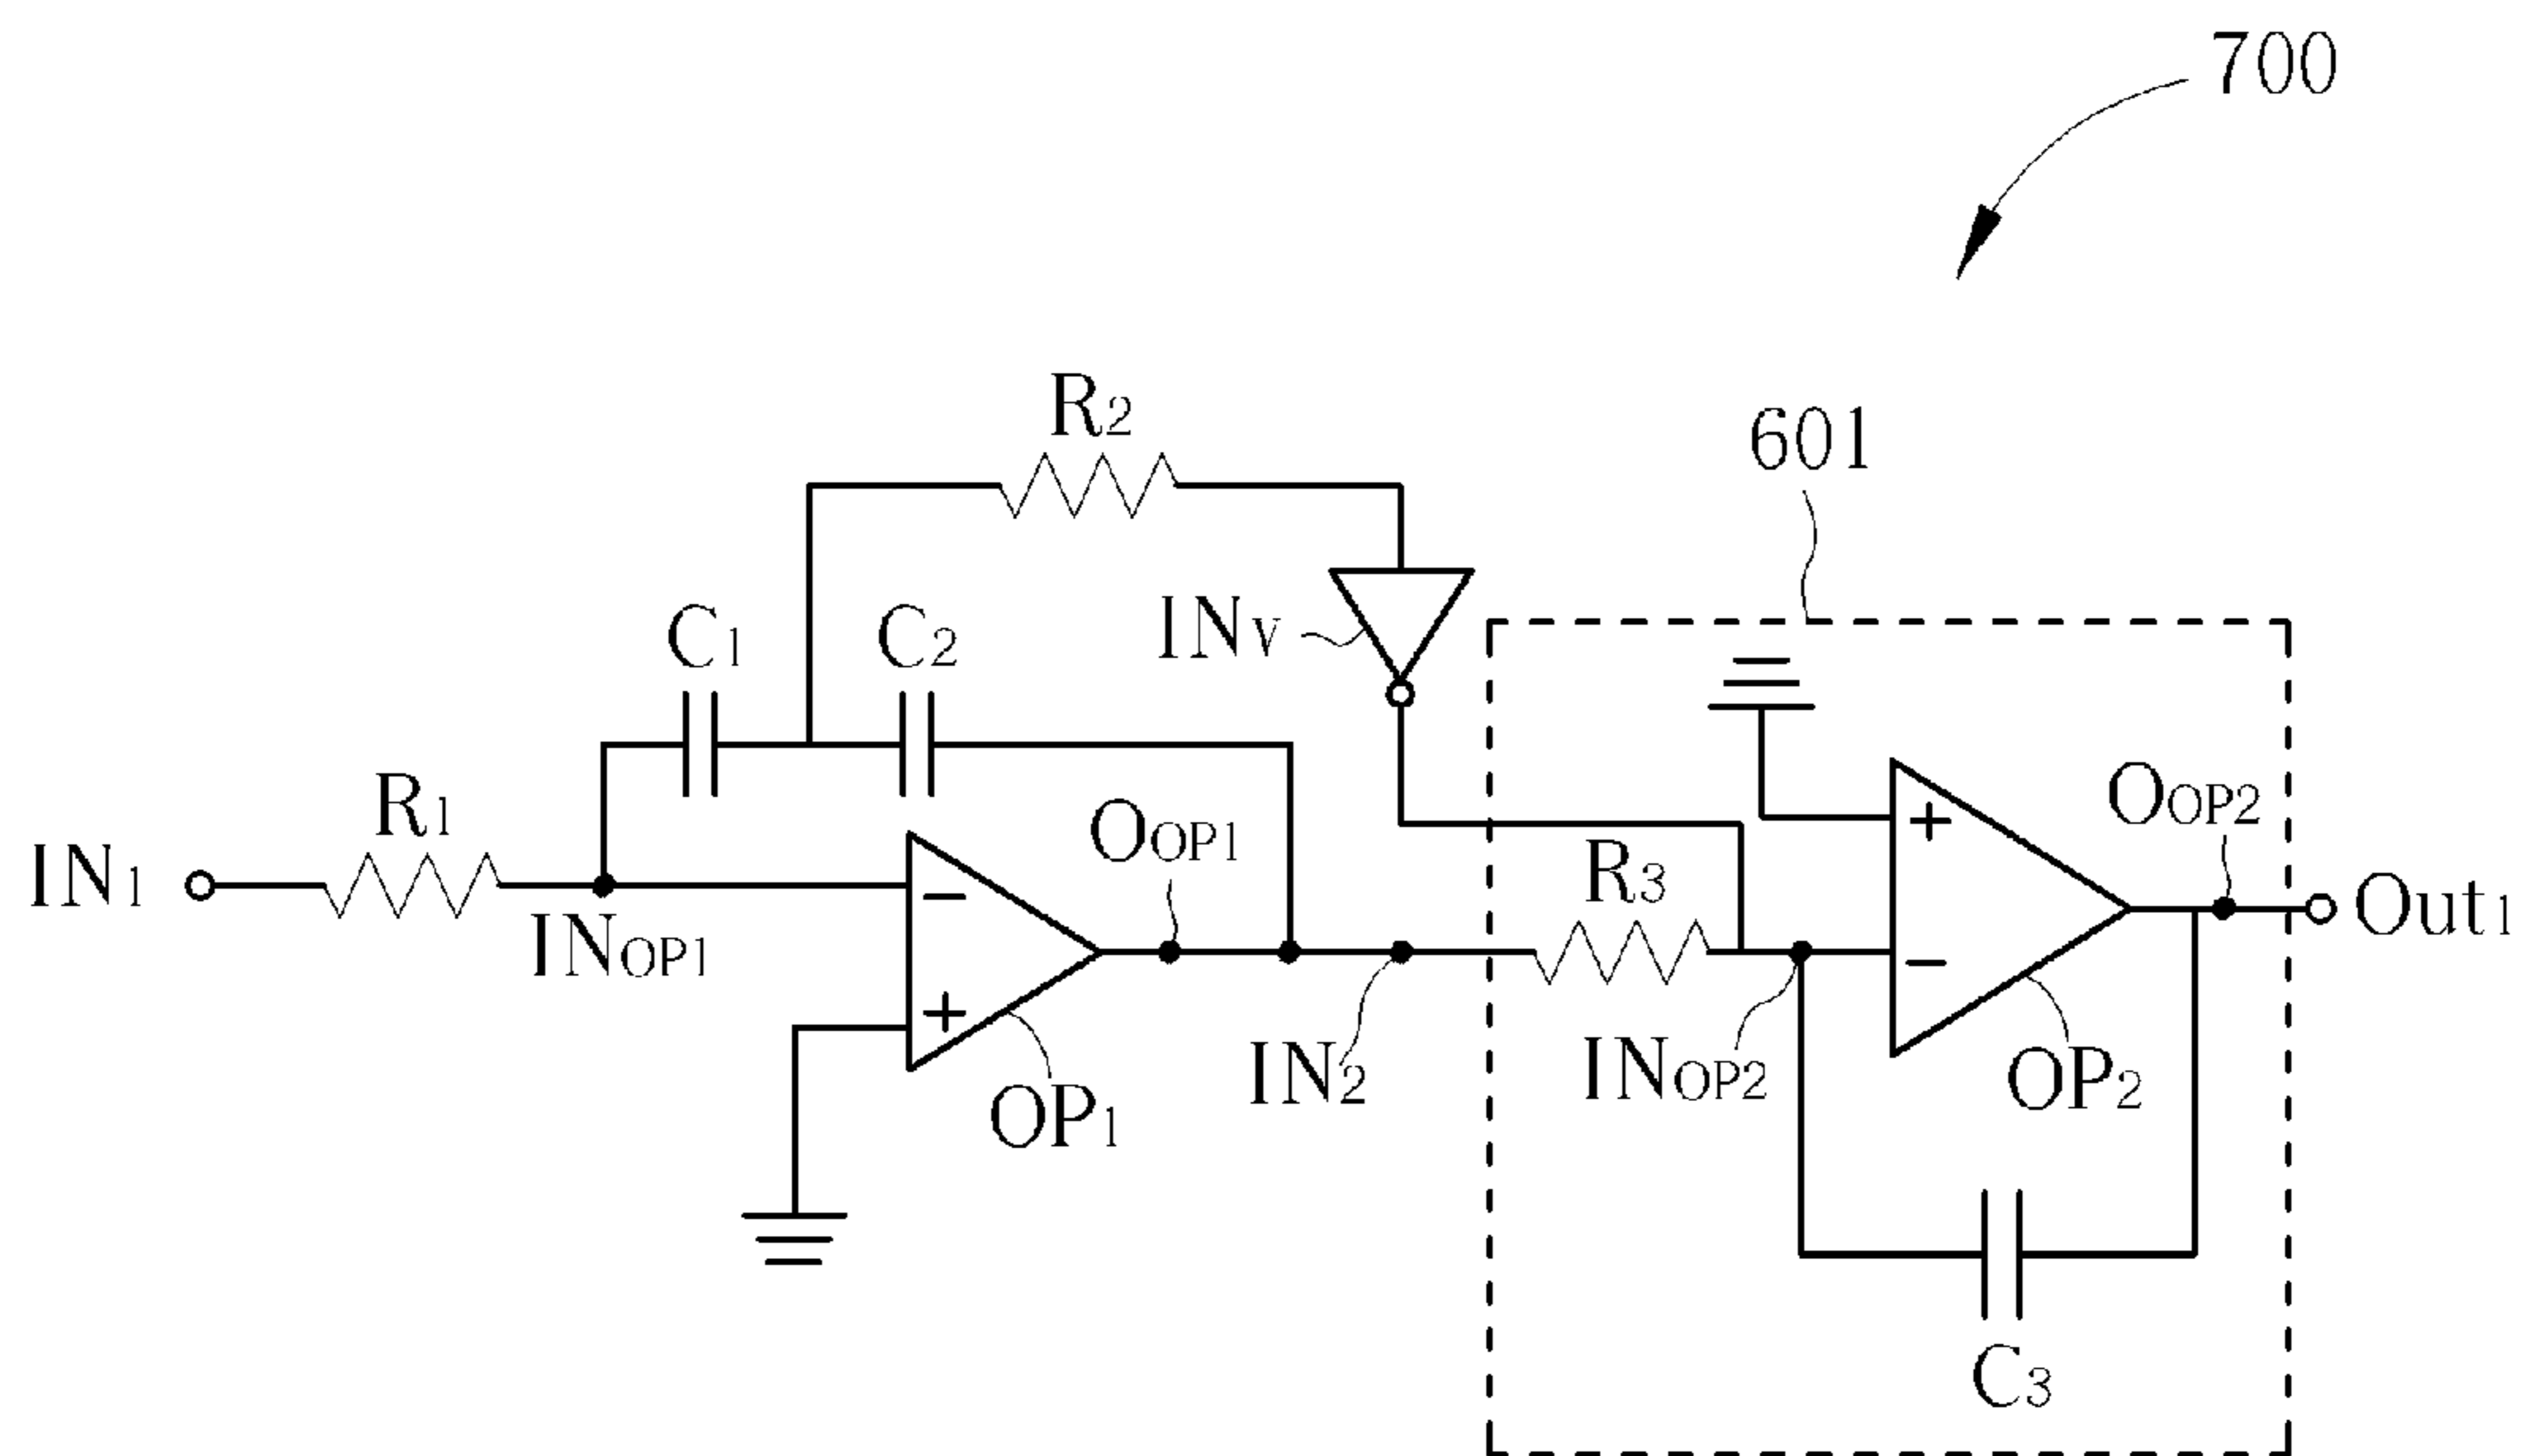 700
R2
601
C1
C2
INV
R1
OOP1
OOP2
IN1
R3
Out1
INOP1
+
−
−
+
−
IN2
INOP2
OP1
OP2
C3